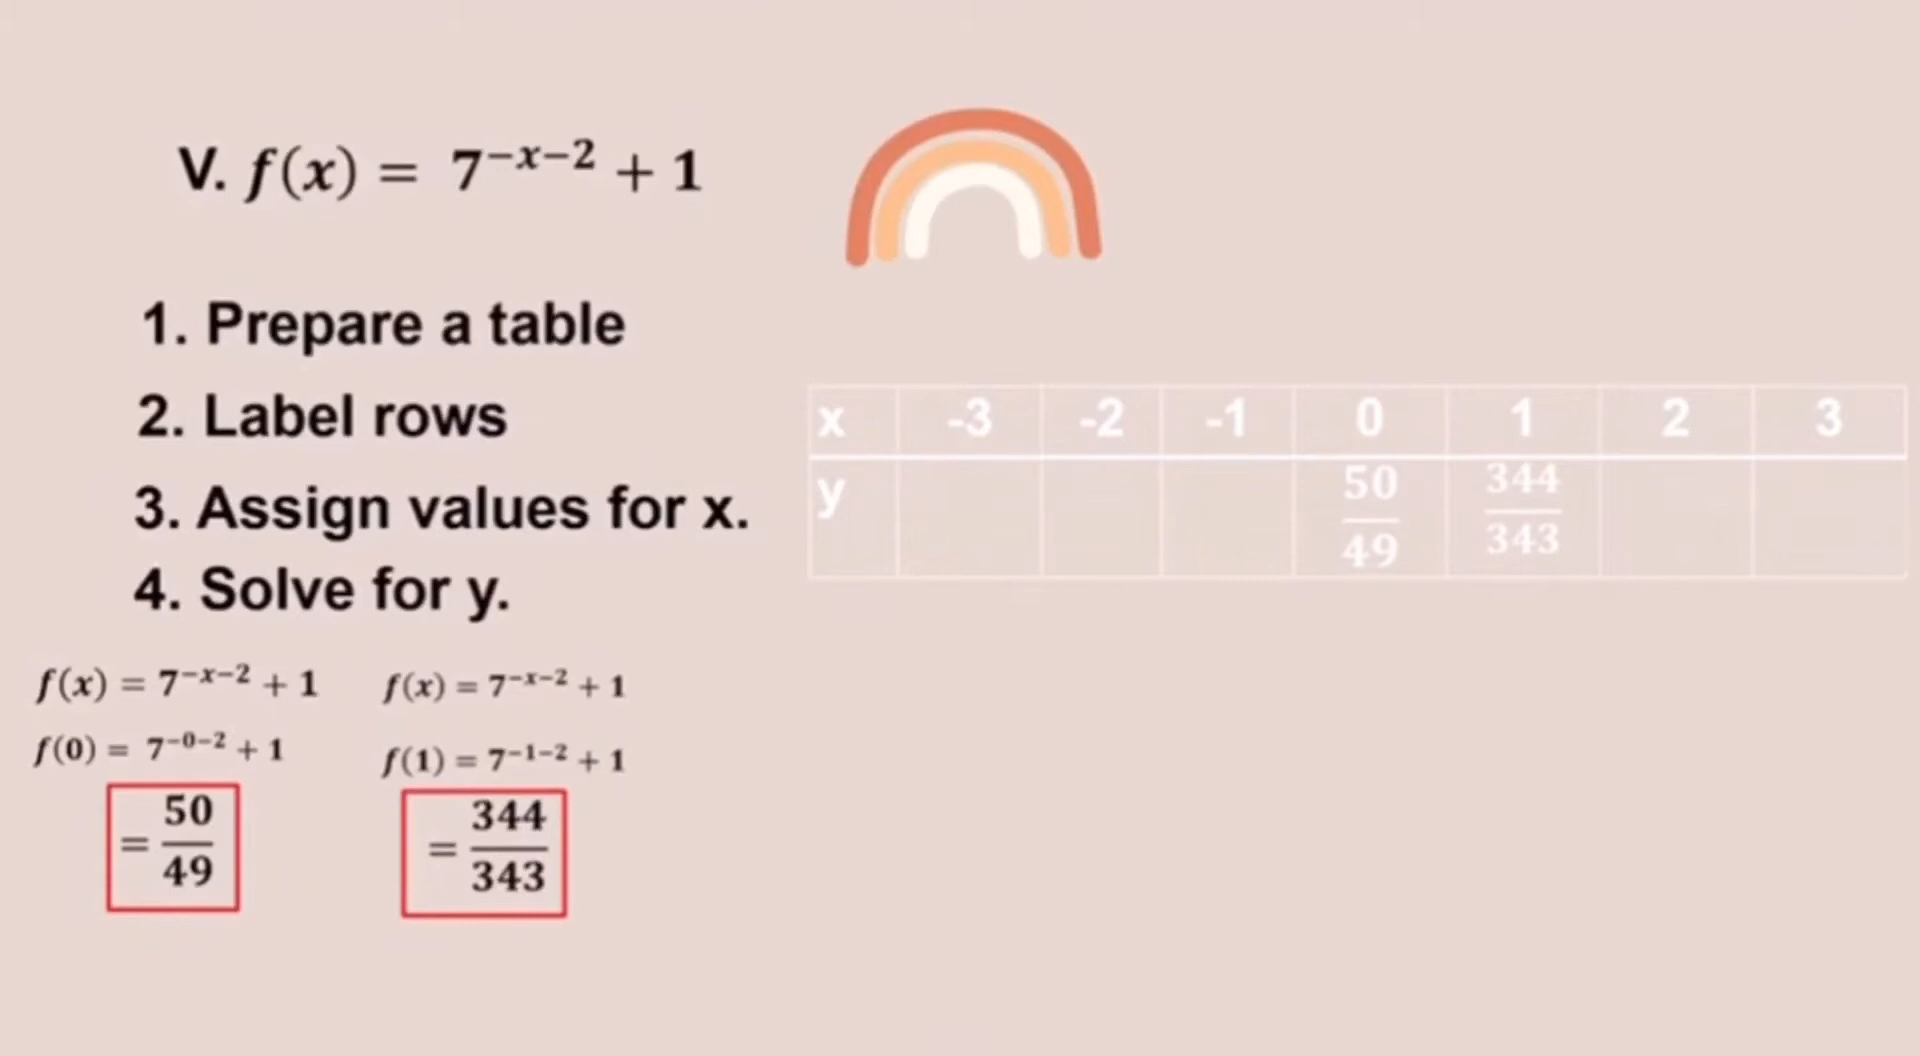 V. f(x) = 7^{-x-2} + 1
1. Prepare a table
2. Label rows
3. Assign values for x.
4. Solve for y.
x -3 -2 -1 0 1 2 3
y 50/49 344/343
f(x) = 7^{-x-2} + 1
f(0) = 7^{-0-2} + 1
= 50/49
f(x) = 7^{-x-2} + 1
f(1) = 7^{-1-2} + 1
= 344/343